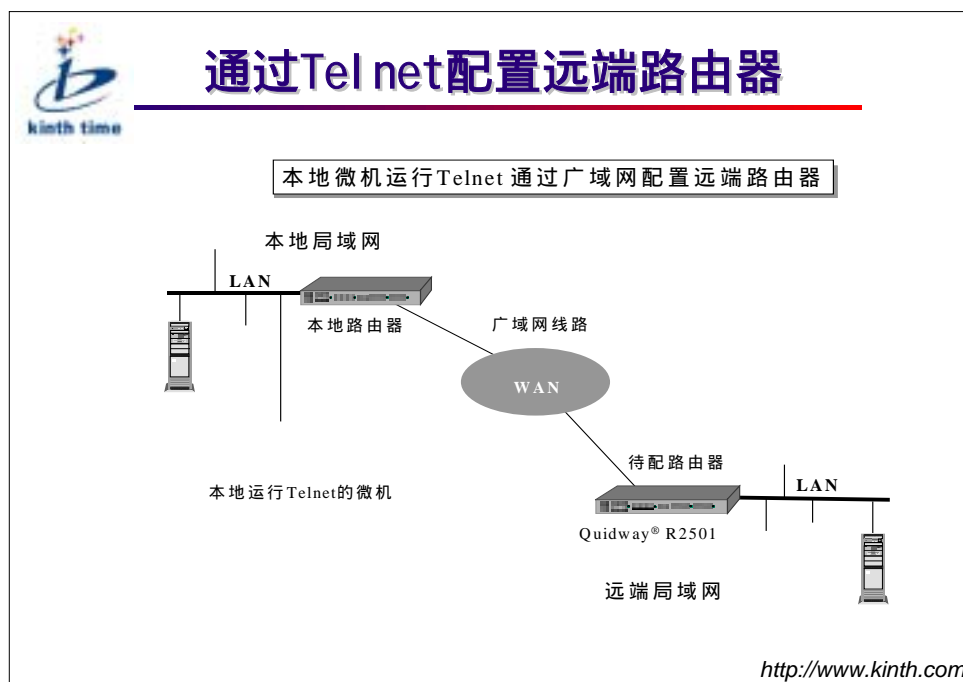 通过Telnet配置远端路由器
kinth time
本地微机运行Telnet 通过广域网配置远端路由器
本地局域网
LAN
本地路由器
广域网线路
WAN
待配路由器
本地运行Telnet的微机
LAN
Quidway® R2501
远端局域网
http://www.kinth.com